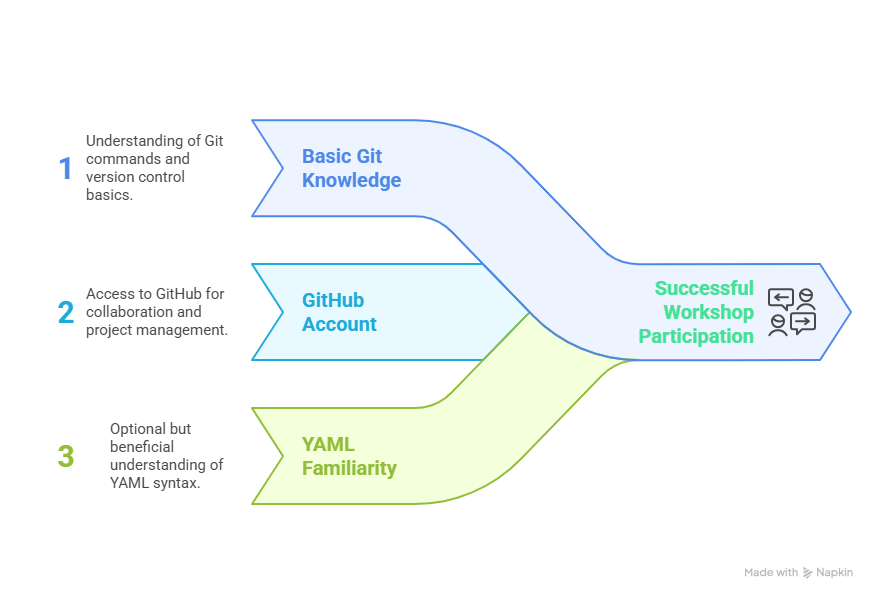 1
Understanding of Git
commands and
version control
basics.
Basic Git
Knowledge
2
Access to GitHub for
collaboration and
project management.
GitHub
Account
Successful
Workshop
Participation
3
Optional but
beneficial
understanding of
YAML syntax.
YAML
Familiarity
Made with Napkin